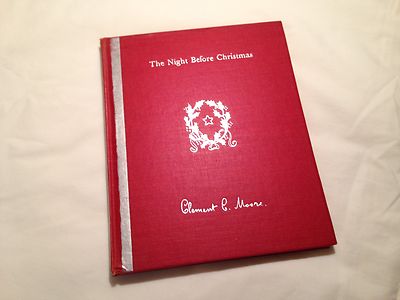 The Night Before Christmas
Clement C. Moore.